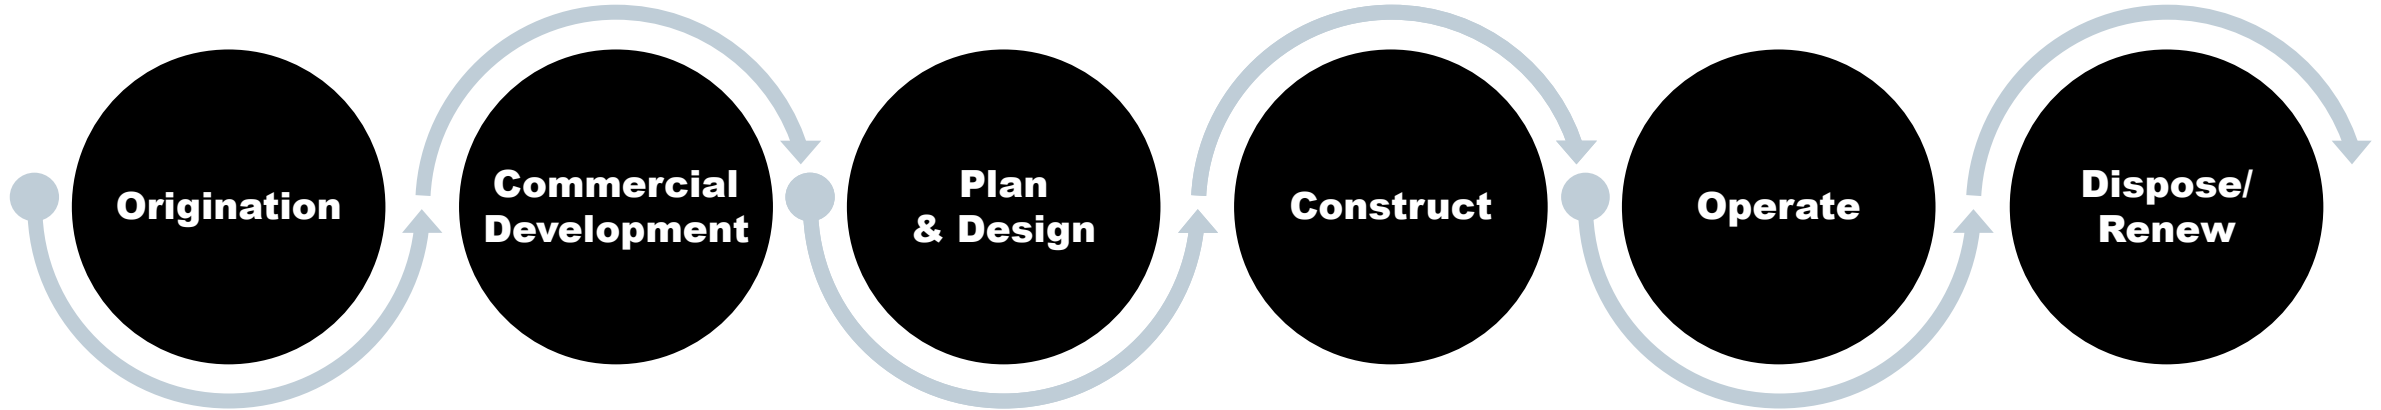 Origination
Commercial
Development
Plan
& Design
Construct
Operate
Dispose/
Renew